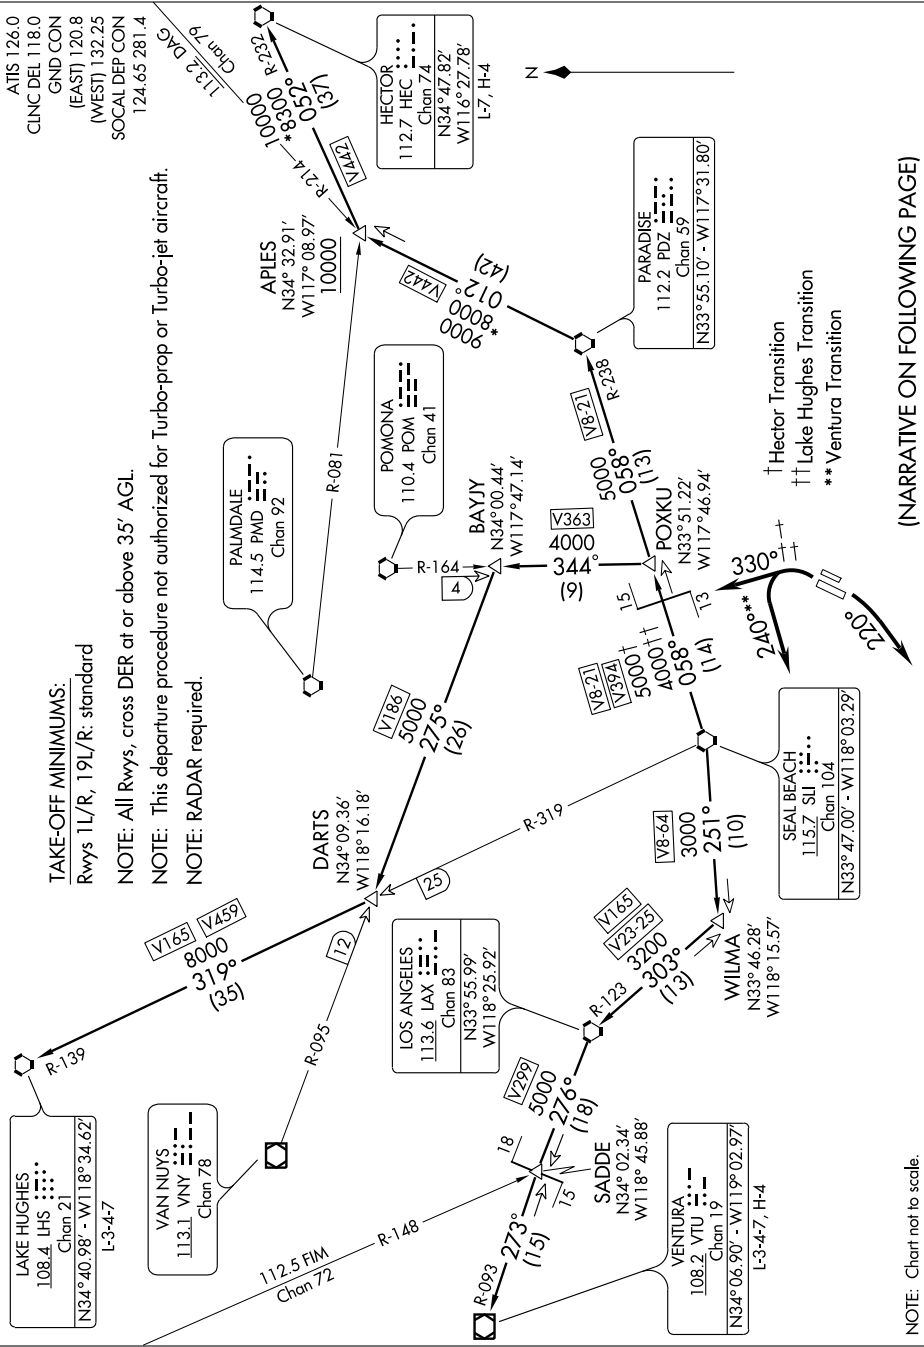 ATIS 126.0
CLNC DEL 118.0
GND CON
(EAST) 120.8
(WEST) 132.25
SOCAL DEP CON
124.65 281.4
TAKE-OFF MINIMUMS:
Rwys 1L/R, 19L/R: standard
NOTE: All Rwys, cross DER at or above 35' AGL.
NOTE: This departure procedure not authorized for Turbo-prop or Turbo-jet aircraft.
NOTE: RADAR required.
LAKE HUGHES
108.4 LHS
Chan 21
N34°40.98' - W118°34.62'
L-3-4-7
R-139
V165 V459
8000
319°
(35)
VAN NUYS
113.1 VNY
Chan 78
R-095
12
DARTS
N34°09.36'
W118°16.18'
25
R-319
PALMDALE
114.5 PMD
Chan 92
R-081
V186
5000
275°
(26)
POMONA
110.4 POM
Chan 41
R-164
4
BAYJY
N34°00.44'
W117°47.14'
V363
4000
344°
(9)
APLES
N34° 32.91'
W117° 08.97'
10000
113.2 DAG
Chan 79
R-214
10000
*8300
052°
(37)
R-232
V442
HECTOR
112.7 HEC
Chan 74
N34°47.82'
W116°27.78'
L-7, H-4
N
V442
9000
*8000
012°
(42)
PARADISE
112.2 PDZ
Chan 59
N33°55.10' - W117°31.80'
V8-21
R-238
5000
058°
(13)
POXKU
N33°51.22'
W117°46.94'
15
13
V8-21
V394
5000†
4000††
058°
(14)
330°††
240°**
220°
SEAL BEACH
115.7 SLI
Chan 104
N33°47.00' - W118°03.29'
V8-64
3000
251°
(10)
WILMA
N33° 46.28'
W118° 15.57'
V165
V23-25
3200
303°
(13)
R-123
LOS ANGELES
113.6 LAX
Chan 83
N33°55.99'
W118°25.92'
V299
5000
276°
(18)
18
15
SADDE
N34° 02.34'
W118° 45.88'
112.5 FIM
Chan 72
R-148
273°
(15)
R-093
VENTURA
108.2 VTU
Chan 19
N34°06.90' - W119°02.97'
L-3-4-7, H-4
†Hector Transition
††Lake Hughes Transition
**Ventura Transition
(NARRATIVE ON FOLLOWING PAGE)
NOTE: Chart not to scale.